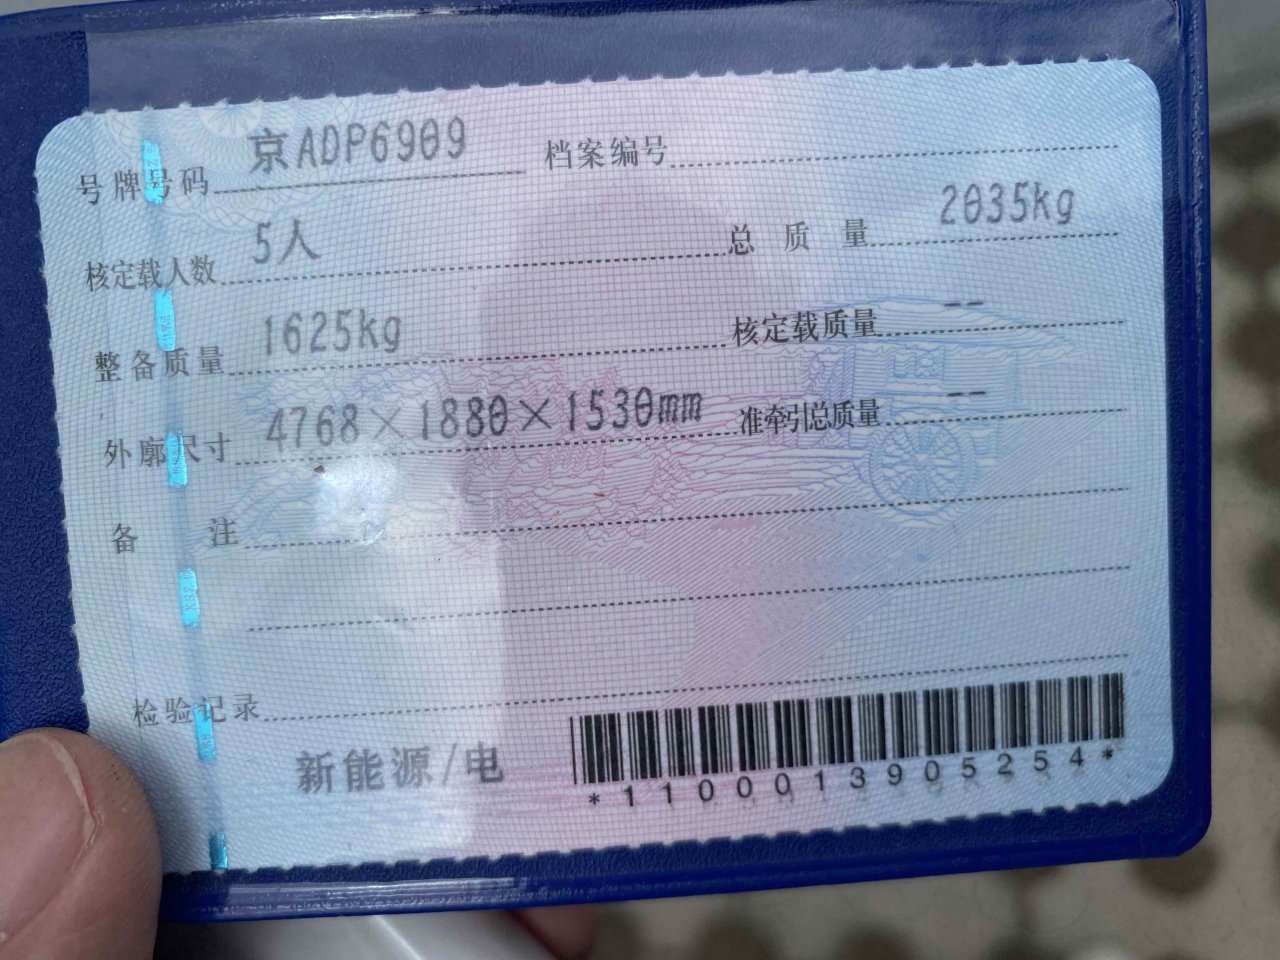 号牌号码 京ADP6909 档案编号
核定载人数 5人 总质量 2035kg
整备质量 1625kg 核定载质量 --
外廓尺寸 4768×1880×1530mm 准牵引总质量 --
备注
检验记录
新能源/电
*1100013905254*